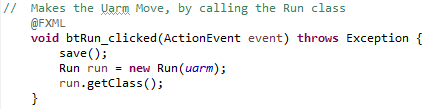 //  Makes the Uarm Move, by calling the Run class
@FXML
void btRun_clicked(ActionEvent event) throws Exception {
save();
Run run = new Run(uarm);
run.getClass();
}